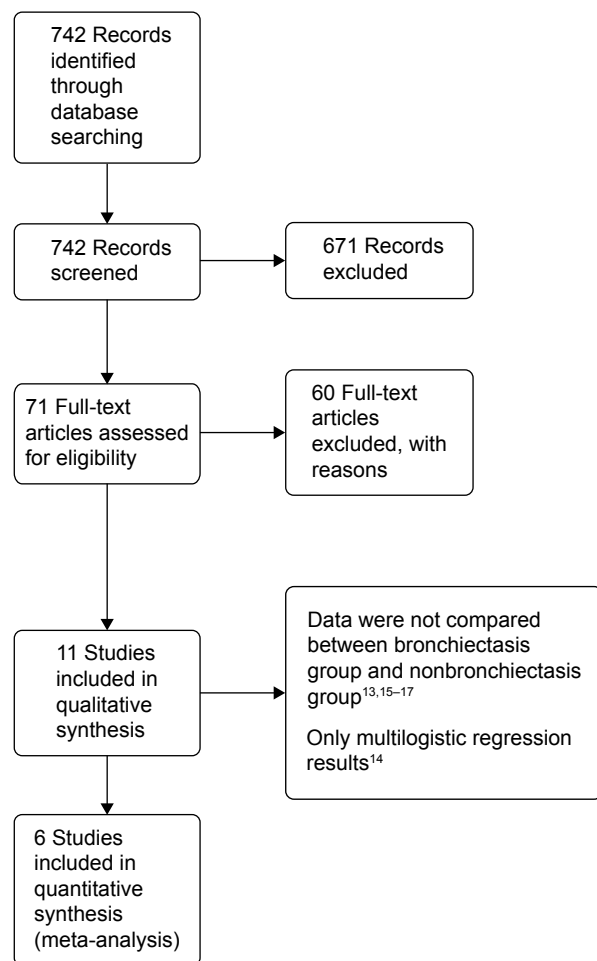 742 Records
identified
through
database
searching
742 Records
screened
671 Records
excluded
71 Full-text
articles assessed
for eligibility
60 Full-text
articles
excluded, with
reasons
11 Studies
included in
qualitative
synthesis
Data were not compared
between bronchiectasis
group and nonbronchiectasis
group13,15–17
Only multilogistic regression
results14
6 Studies
included in
quantitative
synthesis
(meta-analysis)